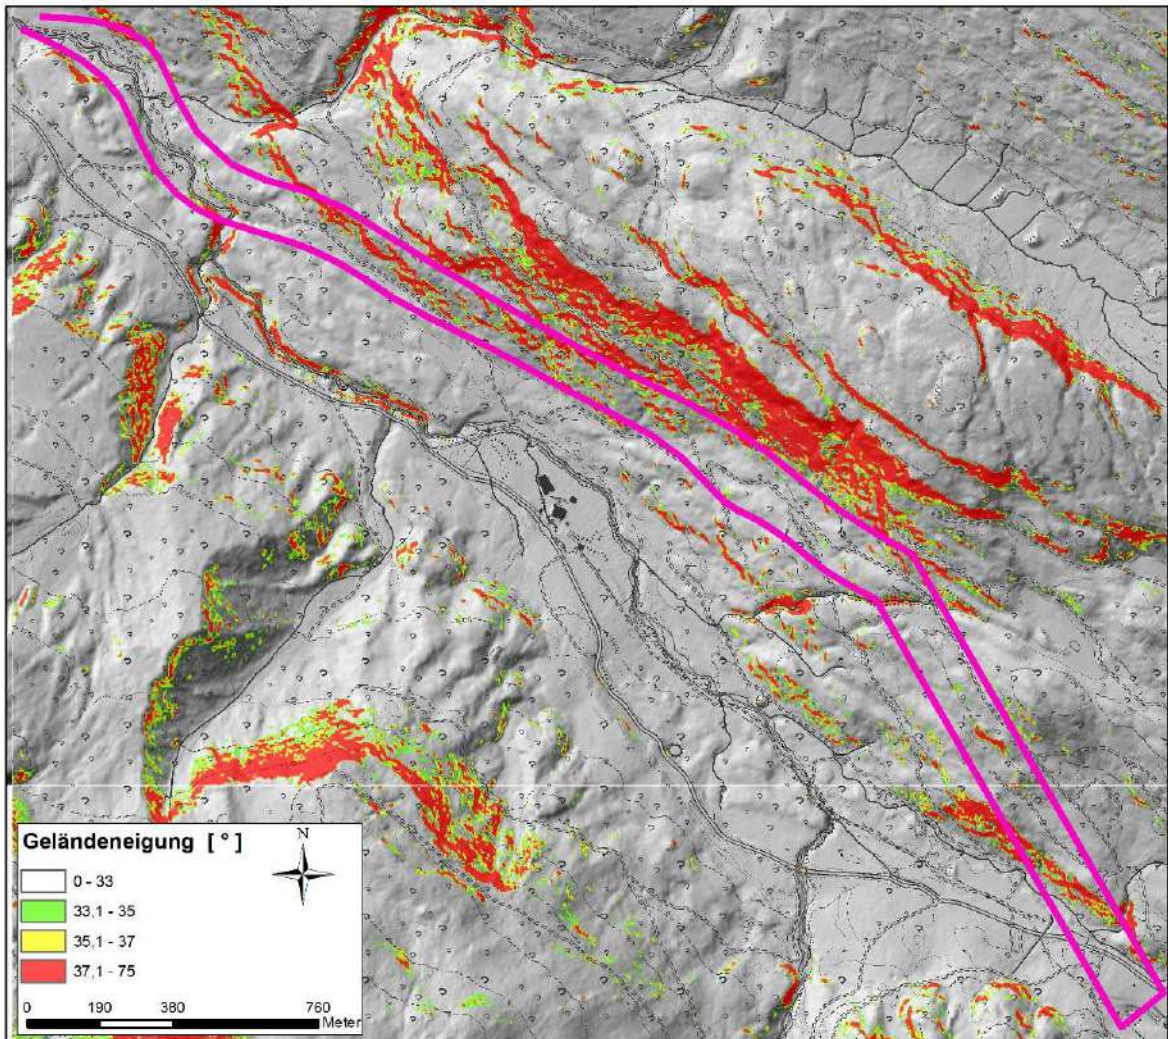 Geländeneigung [ ° ]
N
0 - 33
33,1 - 35
35,1 - 37
37,1 - 75
0 190 380 760
Meter